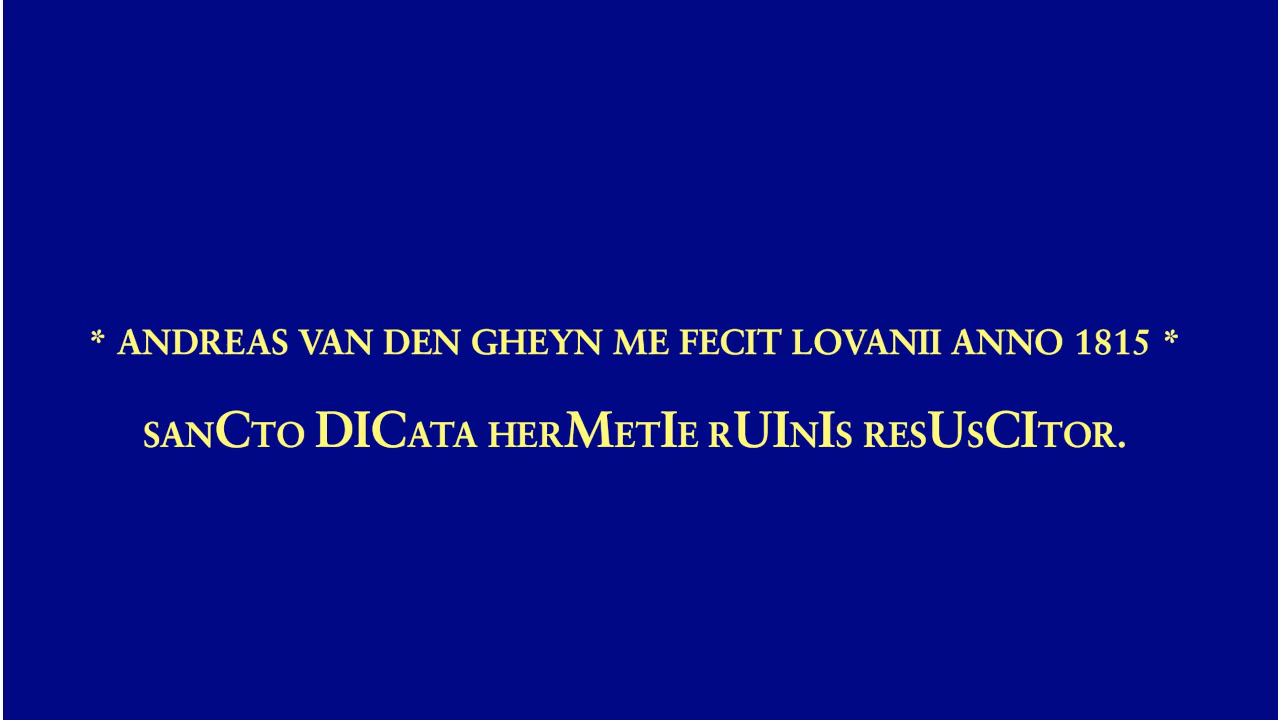 * ANDREAS VAN DEN GHEYN ME FECIT LOVANII ANNO 1815 *
sanCto DICata herMetIe rUInIs resUsCItor.